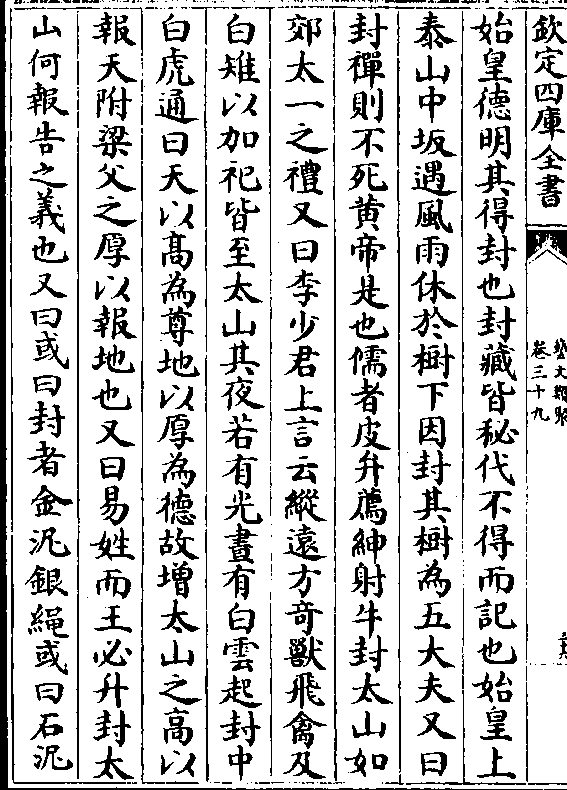 欽定四庫全書
藝文類聚
卷三十九
始皇德明其得封也封藏皆秘代不得而記也始皇上
泰山中坂遇風雨休於樹下因封其樹為五大夫又曰
封禪則不死黄帝是也儒者皮弁薦紳射牛封太山如
郊太一之禮又曰李少君上言云縱遠方竒獸飛禽及
白雉以加祀皆至太山其夜若有光晝有白雲起封中
白虎通曰天以髙為尊地以厚為德故增太山之高以
報天附梁父之厚以報地也又曰易姓而王必升封太
山何報告之義也又曰或曰封者金泥銀繩或曰石泥